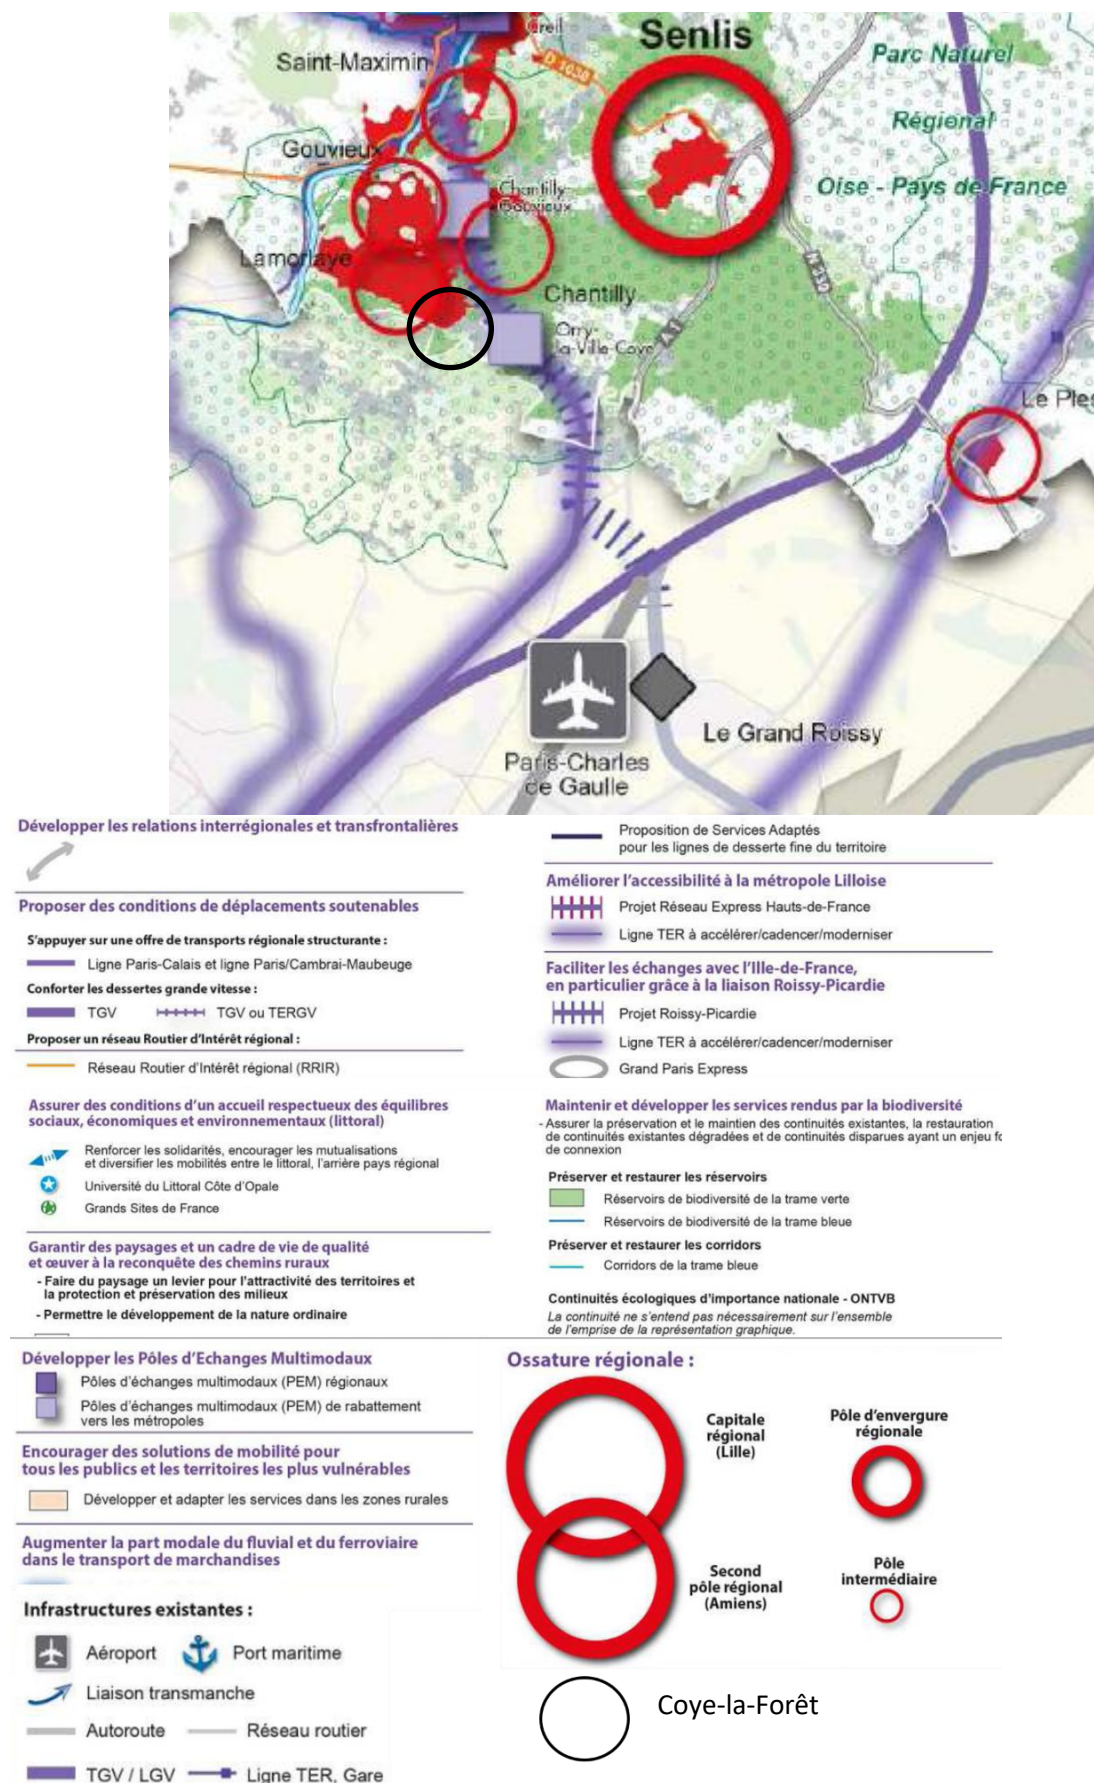 Creil
Senlis
Saint-Maximin
D 1030
Parc Naturel
Régional
Gouvieux
Chantilly-
Gouvieux
Oise - Pays de France
Lamorlaye
N 330
Chantilly
Orry-
la-Ville-Coye
A 1
Le Ples
Le Grand Roissy
Paris-Charles
de Gaulle
Développer les relations interrégionales et transfrontalières
Proposer des conditions de déplacements soutenables
S'appuyer sur une offre de transports régionale structurante :
Ligne Paris-Calais et ligne Paris/Cambrai-Maubeuge
Conforter les dessertes grande vitesse :
TGV TGV ou TERGV
Proposer un réseau Routier d'Intérêt régional :
Réseau Routier d'Intérêt régional (RRIR)
Proposition de Services Adaptés
pour les lignes de desserte fine du territoire
Améliorer l'accessibilité à la métropole Lilloise
Projet Réseau Express Hauts-de-France
Ligne TER à accélérer/cadencer/moderniser
Faciliter les échanges avec l'Ille-de-France,
en particulier grâce à la liaison Roissy-Picardie
Projet Roissy-Picardie
Ligne TER à accélérer/cadencer/moderniser
Grand Paris Express
Assurer des conditions d'un accueil respectueux des équilibres
sociaux, économiques et environnementaux (littoral)
Renforcer les solidarités, encourager les mutualisations
et diversifier les mobilités entre le littoral, l'arrière pays régional
Université du Littoral Côte d'Opale
Grands Sites de France
Garantir des paysages et un cadre de vie de qualité
et œuver à la reconquête des chemins ruraux
- Faire du paysage un levier pour l'attractivité des territoires et
la protection et préservation des milieux
- Permettre le développement de la nature ordinaire
Maintenir et développer les services rendus par la biodiversité
- Assurer la préservation et le maintien des continuités existantes, la restauration
de continuités existantes dégradées et de continuités disparues ayant un enjeu fo
de connexion
Préserver et restaurer les réservoirs
Réservoirs de biodiversité de la trame verte
Réservoirs de biodiversité de la trame bleue
Préserver et restaurer les corridors
Corridors de la trame bleue
Continuités écologiques d'importance nationale - ONTVB
La continuité ne s'entend pas nécessairement sur l'ensemble
de l'emprise de la représentation graphique.
Développer les Pôles d'Echanges Multimodaux
Pôles d'échanges multimodaux (PEM) régionaux
Pôles d'échanges multimodaux (PEM) de rabattement
vers les métropoles
Encourager des solutions de mobilité pour
tous les publics et les territoires les plus vulnérables
Développer et adapter les services dans les zones rurales
Augmenter la part modale du fluvial et du ferroviaire
dans le transport de marchandises
Infrastructures existantes :
Aéroport Port maritime
Liaison transmanche
Autoroute Réseau routier
TGV / LGV Ligne TER, Gare
Ossature régionale :
Capitale
régional
(Lille)
Pôle d'envergure
régionale
Second
pôle régional
(Amiens)
Pôle
intermédiaire
Coye-la-Forêt